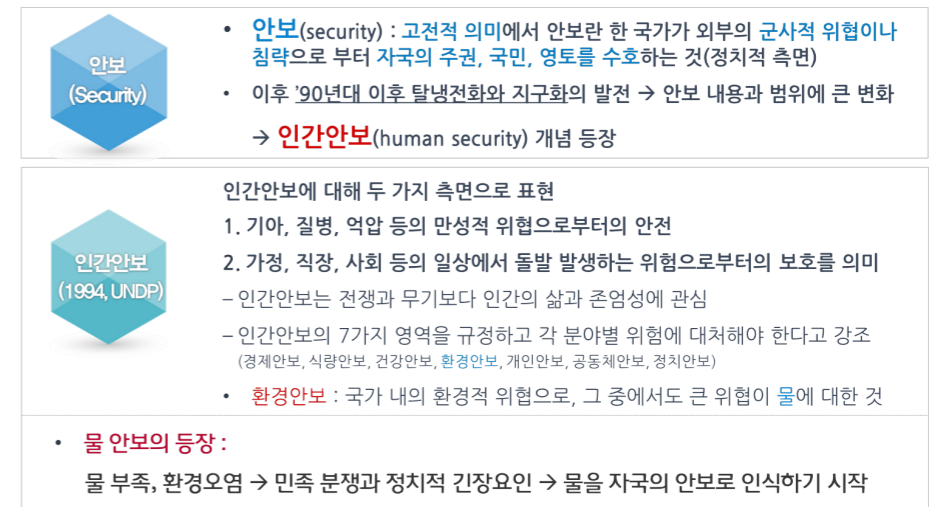 안보
(Security)
• 안보(security) : 고전적 의미에서 안보란 한 국가가 외부의 군사적 위협이나
침략으로 부터 자국의 주권, 국민, 영토를 수호하는 것(정치적 측면)
• 이후 ’90년대 이후 탈냉전화와 지구화의 발전 → 안보 내용과 범위에 큰 변화
→ 인간안보(human security) 개념 등장
인간안보
(1994, UNDP)
인간안보에 대해 두 가지 측면으로 표현
1. 기아, 질병, 억압 등의 만성적 위협으로부터의 안전
2. 가정, 직장, 사회 등의 일상에서 돌발 발생하는 위험으로부터의 보호를 의미
– 인간안보는 전쟁과 무기보다 인간의 삶과 존엄성에 관심
– 인간안보의 7가지 영역을 규정하고 각 분야별 위험에 대처해야 한다고 강조
(경제안보, 식량안보, 건강안보, 환경안보, 개인안보, 공동체안보, 정치안보)
• 환경안보 : 국가 내의 환경적 위협으로, 그 중에서도 큰 위협이 물에 대한 것
• 물 안보의 등장 :
물 부족, 환경오염 → 민족 분쟁과 정치적 긴장요인 → 물을 자국의 안보로 인식하기 시작